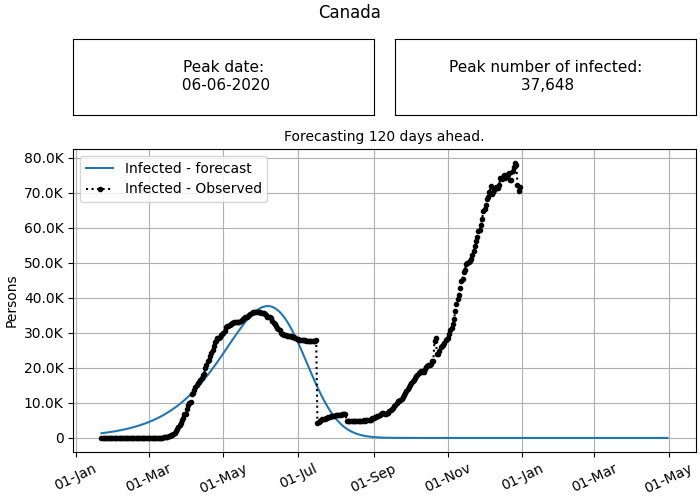 Canada
Peak date:
06-06-2020
Peak number of infected:
37,648
Forecasting 120 days ahead.
Infected - forecast
Infected - Observed
80.0K
70.0K
60.0K
50.0K
40.0K
30.0K
20.0K
10.0K
0
Persons
01-Jan
01-Mar
01-May
01-Jul
01-Sep
01-Nov
01-Jan
01-Mar
01-May